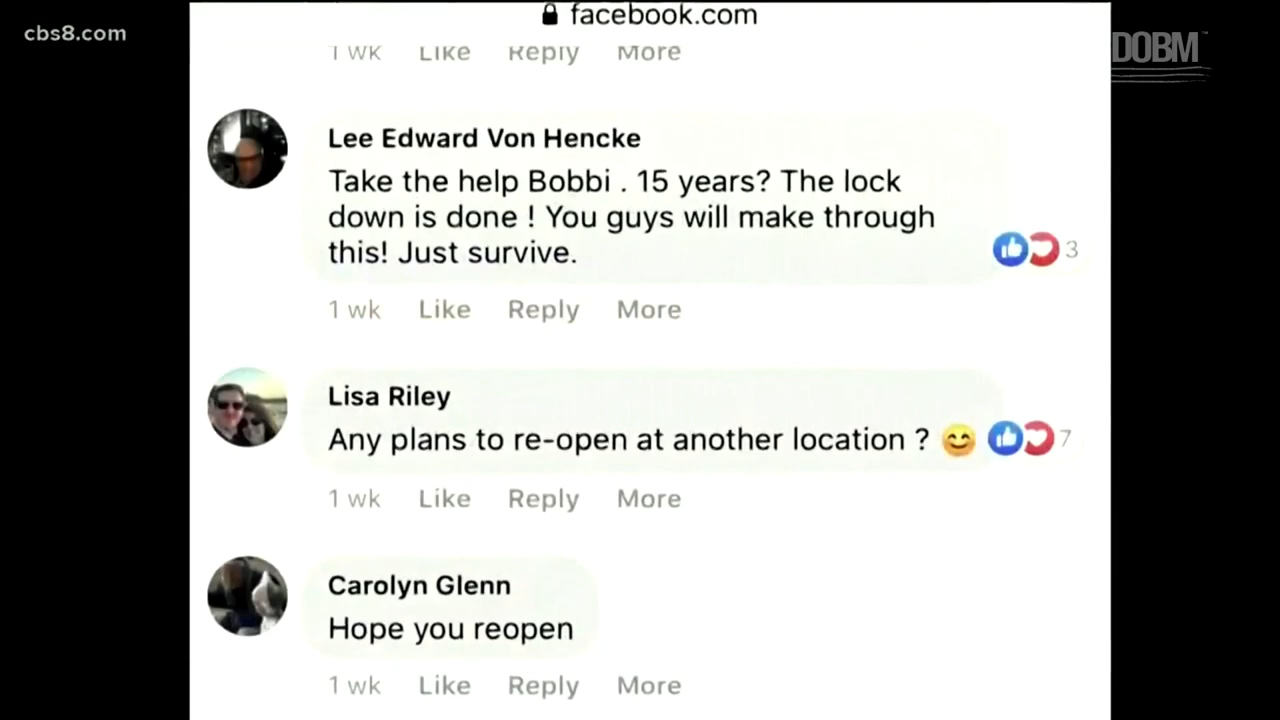 facebook.com
cbs8.com
DOBM
1 wk Like Reply More
Lee Edward Von Hencke
Take the help Bobbi . 15 years? The lock
down is done ! You guys will make through
this! Just survive.
3
1 wk Like Reply More
Lisa Riley
Any plans to re-open at another location ? 😊
7
1 wk Like Reply More
Carolyn Glenn
Hope you reopen
1 wk Like Reply More